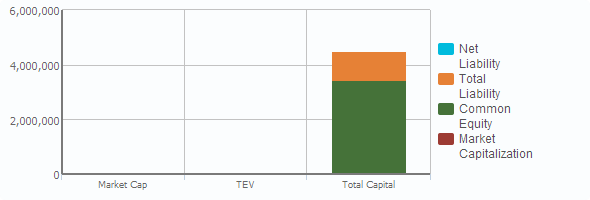 6,000,000
4,000,000
2,000,000
0
Market Cap
TEV
Total Capital
Net
Liability
Total
Liability
Common
Equity
Market
Capitalization